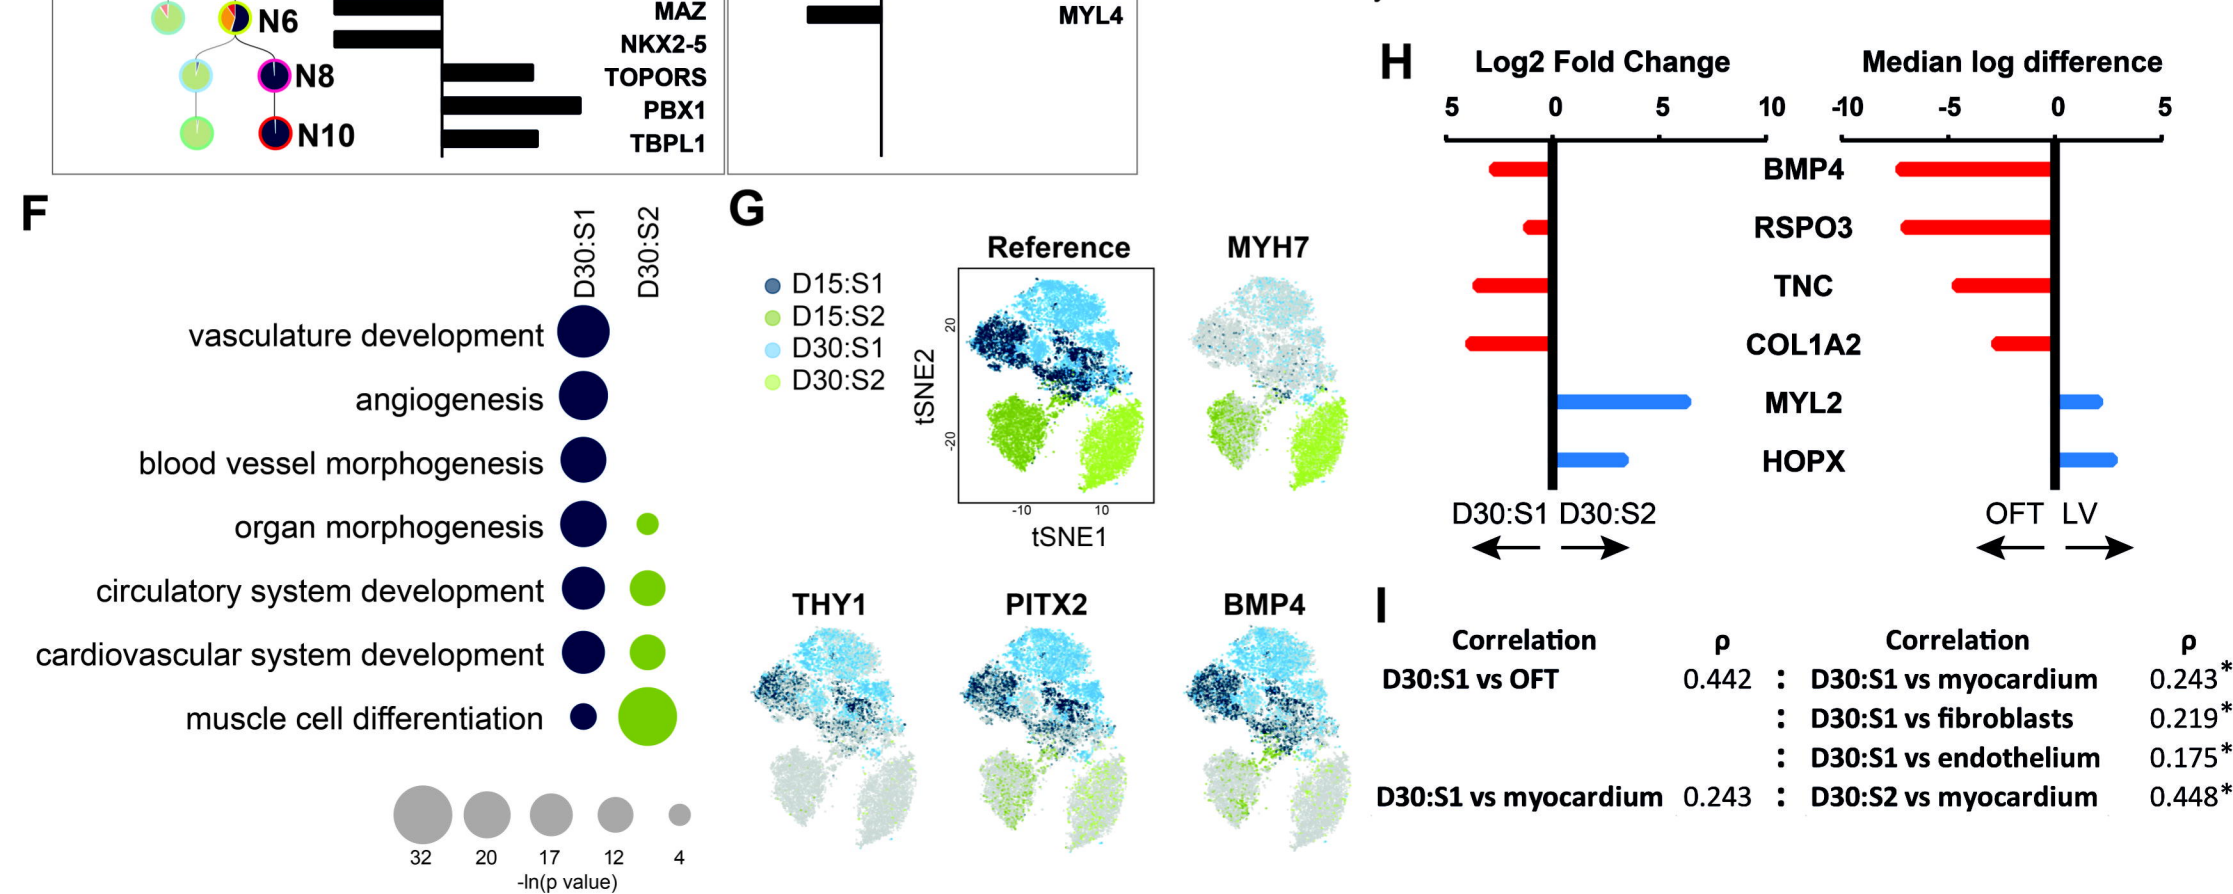 N6
N8
N10
MAZ
NKX2-5
TOPORS
PBX1
TBPL1
MYL4
F
D30:S1
D30:S2
vasculature development
angiogenesis
blood vessel morphogenesis
organ morphogenesis
circulatory system development
cardiovascular system development
muscle cell differentiation
32 20 17 12 4
-ln(p value)
G
D15:S1
D15:S2
D30:S1
D30:S2
Reference
MYH7
tSNE2
20
-20
-10 10
tSNE1
THY1
PITX2
BMP4
H
Log2 Fold Change
Median log difference
5 0 5 10
-10 -5 0 5
BMP4
RSPO3
TNC
COL1A2
MYL2
HOPX
D30:S1 D30:S2
OFT LV
I
Correlation ρ Correlation ρ
D30:S1 vs OFT 0.442 : D30:S1 vs myocardium 0.243*
: D30:S1 vs fibroblasts 0.219*
: D30:S1 vs endothelium 0.175*
D30:S1 vs myocardium 0.243 : D30:S2 vs myocardium 0.448*